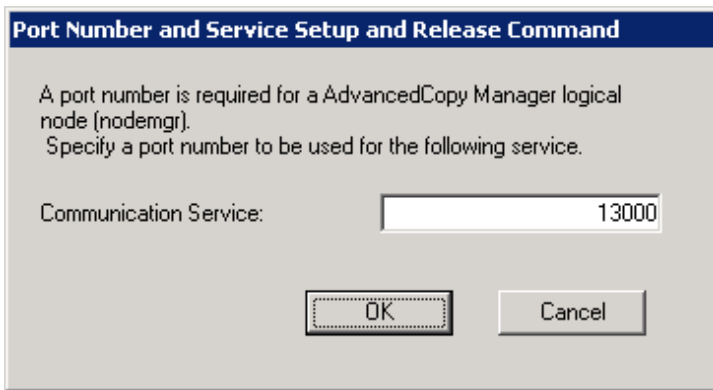 Port Number and Service Setup and Release Command
A port number is required for a AdvancedCopy Manager logical
node (nodemgr).
Specify a port number to be used for the following service.
Communication Service:
13000
OK
Cancel